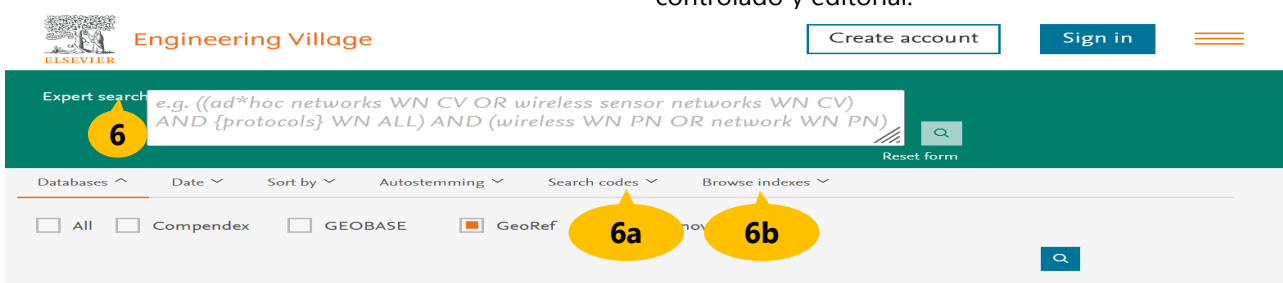 controlado y editorial.
ELSEVIER
Engineering Village
Create account
Sign in
Expert search
e.g. ((ad*hoc networks WN CV OR wireless sensor networks WN CV)
AND {protocols} WN ALL) AND (wireless WN PN OR network WN PN)
6
Reset form
Databases Date Sort by Autostemming Search codes Browse indexes
All Compendex GEOBASE GeoRef
6a 6b